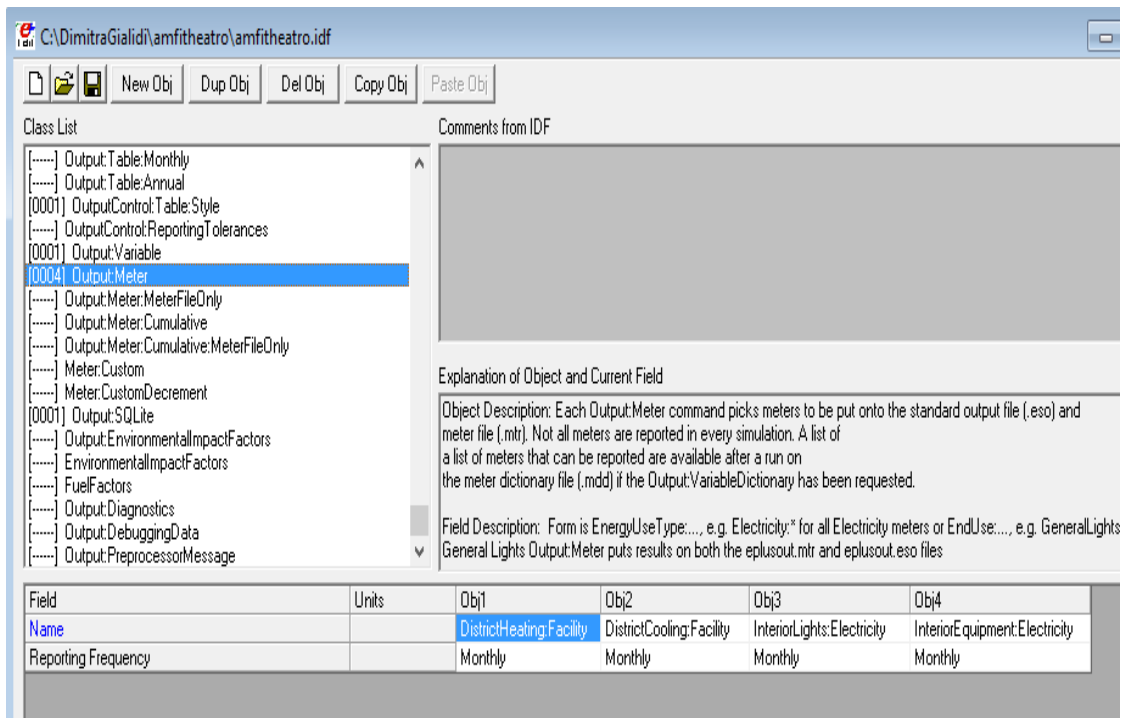 C:\DimitraGialidi\amfitheatro\amfitheatro.idf
New Obj Dup Obj Del Obj Copy Obj Paste Obj
Class List
[------] Output:Table:Monthly
[------] Output:Table:Annual
[0001] OutputControl:Table:Style
[------] OutputControl:ReportingTolerances
[0001] Output:Variable
[0004] Output:Meter
[------] Output:Meter:MeterFileOnly
[------] Output:Meter:Cumulative
[------] Output:Meter:Cumulative:MeterFileOnly
[------] Meter:Custom
[------] Meter:CustomDecrement
[0001] Output:SQLite
[------] Output:EnvironmentalImpactFactors
[------] EnvironmentalImpactFactors
[------] FuelFactors
[------] Output:Diagnostics
[------] Output:DebuggingData
[------] Output:PreprocessorMessage
Comments from IDF
Explanation of Object and Current Field
Object Description: Each Output:Meter command picks meters to be put onto the standard output file (.eso) and
meter file (.mtr). Not all meters are reported in every simulation. A list of
a list of meters that can be reported are available after a run on
the meter dictionary file (.mdd) if the Output:VariableDictionary has been requested.
Field Description: Form is EnergyUseType:..., e.g. Electricity:* for all Electricity meters or EndUse:..., e.g. GeneralLights
General Lights Output:Meter puts results on both the eplusout.mtr and eplusout.eso files
Field Units Obj1 Obj2 Obj3 Obj4
Name DistrictHeating:Facility DistrictCooling:Facility InteriorLights:Electricity InteriorEquipment:Electricity
Reporting Frequency Monthly Monthly Monthly Monthly